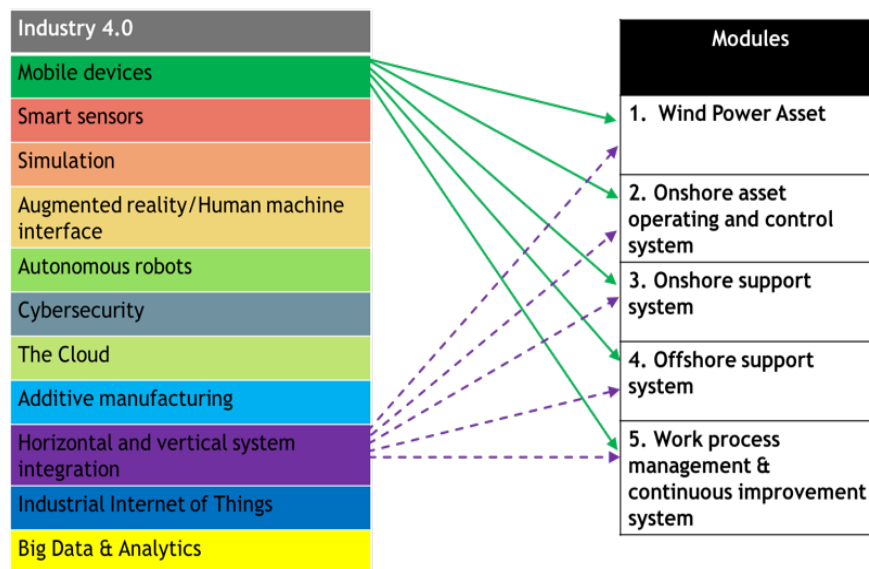 Industry 4.0
Mobile devices
Smart sensors
Simulation
Augmented reality/Human machine
interface
Autonomous robots
Cybersecurity
The Cloud
Additive manufacturing
Horizontal and vertical system
integration
Industrial Internet of Things
Big Data & Analytics
Modules
1. Wind Power Asset
2. Onshore asset
operating and control
system
3. Onshore support
system
4. Offshore support
system
5. Work process
management &
continuous improvement
system